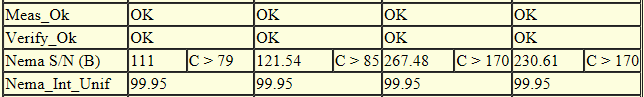 Meas_Ok OK OK OK OK
Verify_Ok OK OK OK OK
Nema S/N (B) 111 C > 79 121.54 C > 85 267.48 C > 170 230.61 C > 170
Nema_Int_Unif 99.95 99.95 99.95 99.95